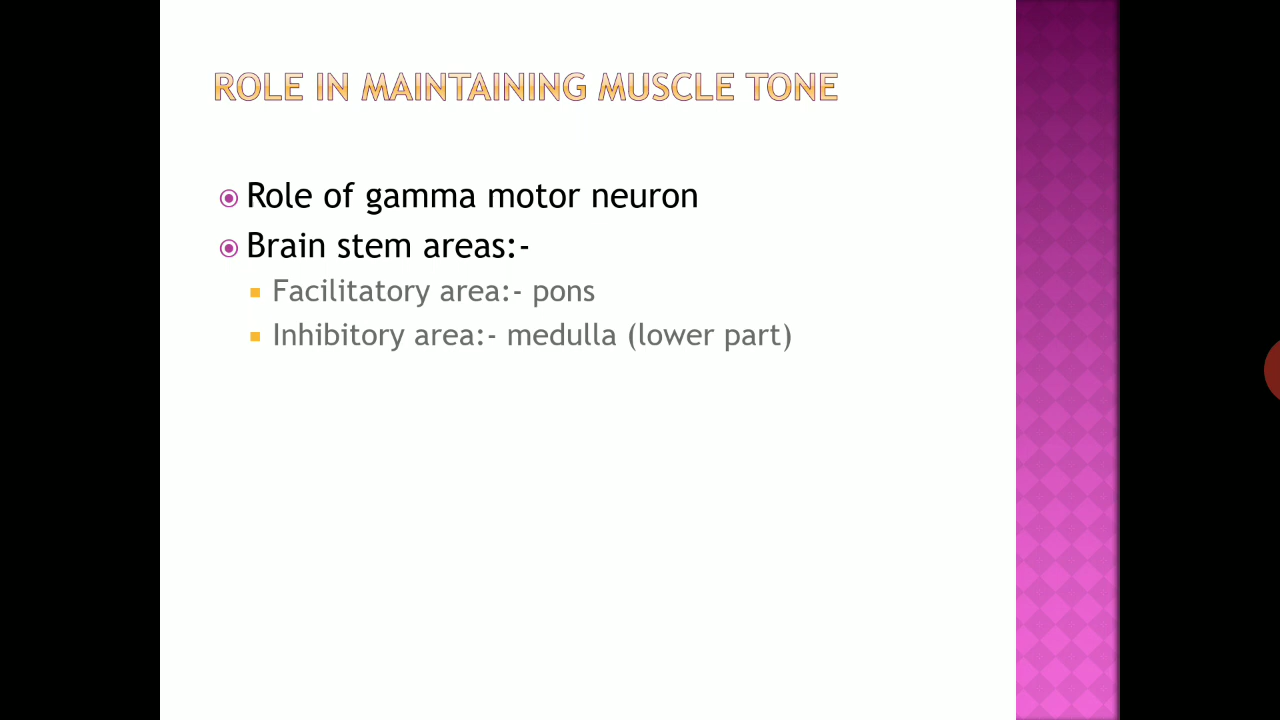 ROLE IN MAINTAINING MUSCLE TONE
Role of gamma motor neuron
Brain stem areas:-
Facilitatory area:- pons
Inhibitory area:- medulla (lower part)